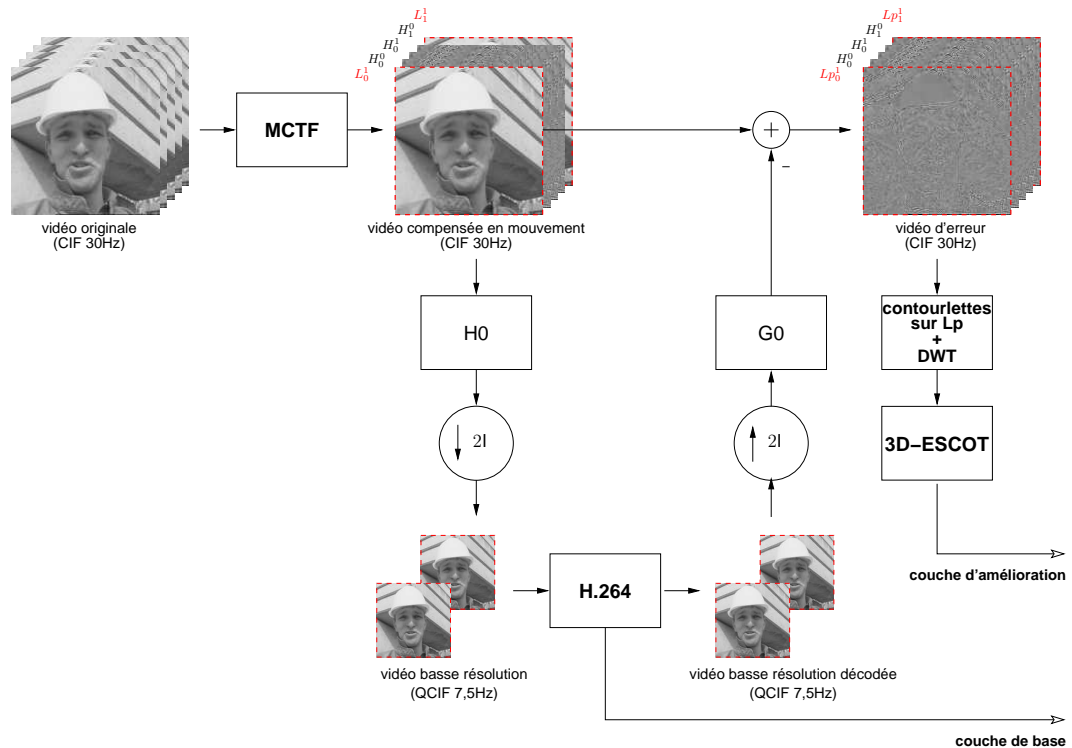 L_1^1
H_1^0
H_0^1
H_0^0
L_0^1
Lp_1^1
H_1^0
H_0^1
H_0^0
Lp_0^1
MCTF
+
–
vidéo originale
(CIF 30Hz)
vidéo compensée en mouvement
(CIF 30Hz)
vidéo d'erreur
(CIF 30Hz)
H0
G0
contourlettes
sur Lp
+
DWT
2I
2I
3D–ESCOT
couche d'amélioration
H.264
vidéo basse résolution
(QCIF 7,5Hz)
vidéo basse résolution décodée
(QCIF 7,5Hz)
couche de base